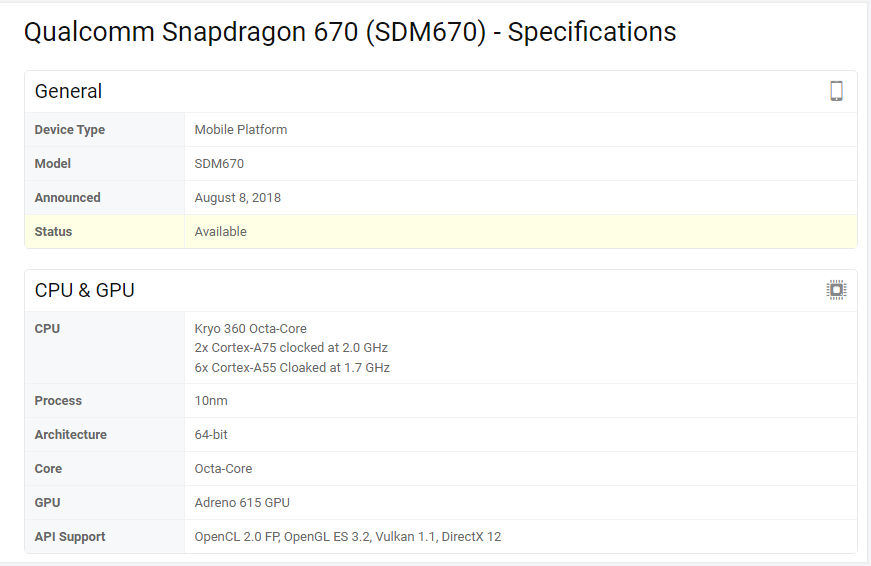 Qualcomm Snapdragon 670 (SDM670) - Specifications
General
Device Type Mobile Platform
Model SDM670
Announced August 8, 2018
Status Available
CPU & GPU
CPU Kryo 360 Octa-Core
2x Cortex-A75 clocked at 2.0 GHz
6x Cortex-A55 Cloaked at 1.7 GHz
Process 10nm
Architecture 64-bit
Core Octa-Core
GPU Adreno 615 GPU
API Support OpenCL 2.0 FP, OpenGL ES 3.2, Vulkan 1.1, DirectX 12